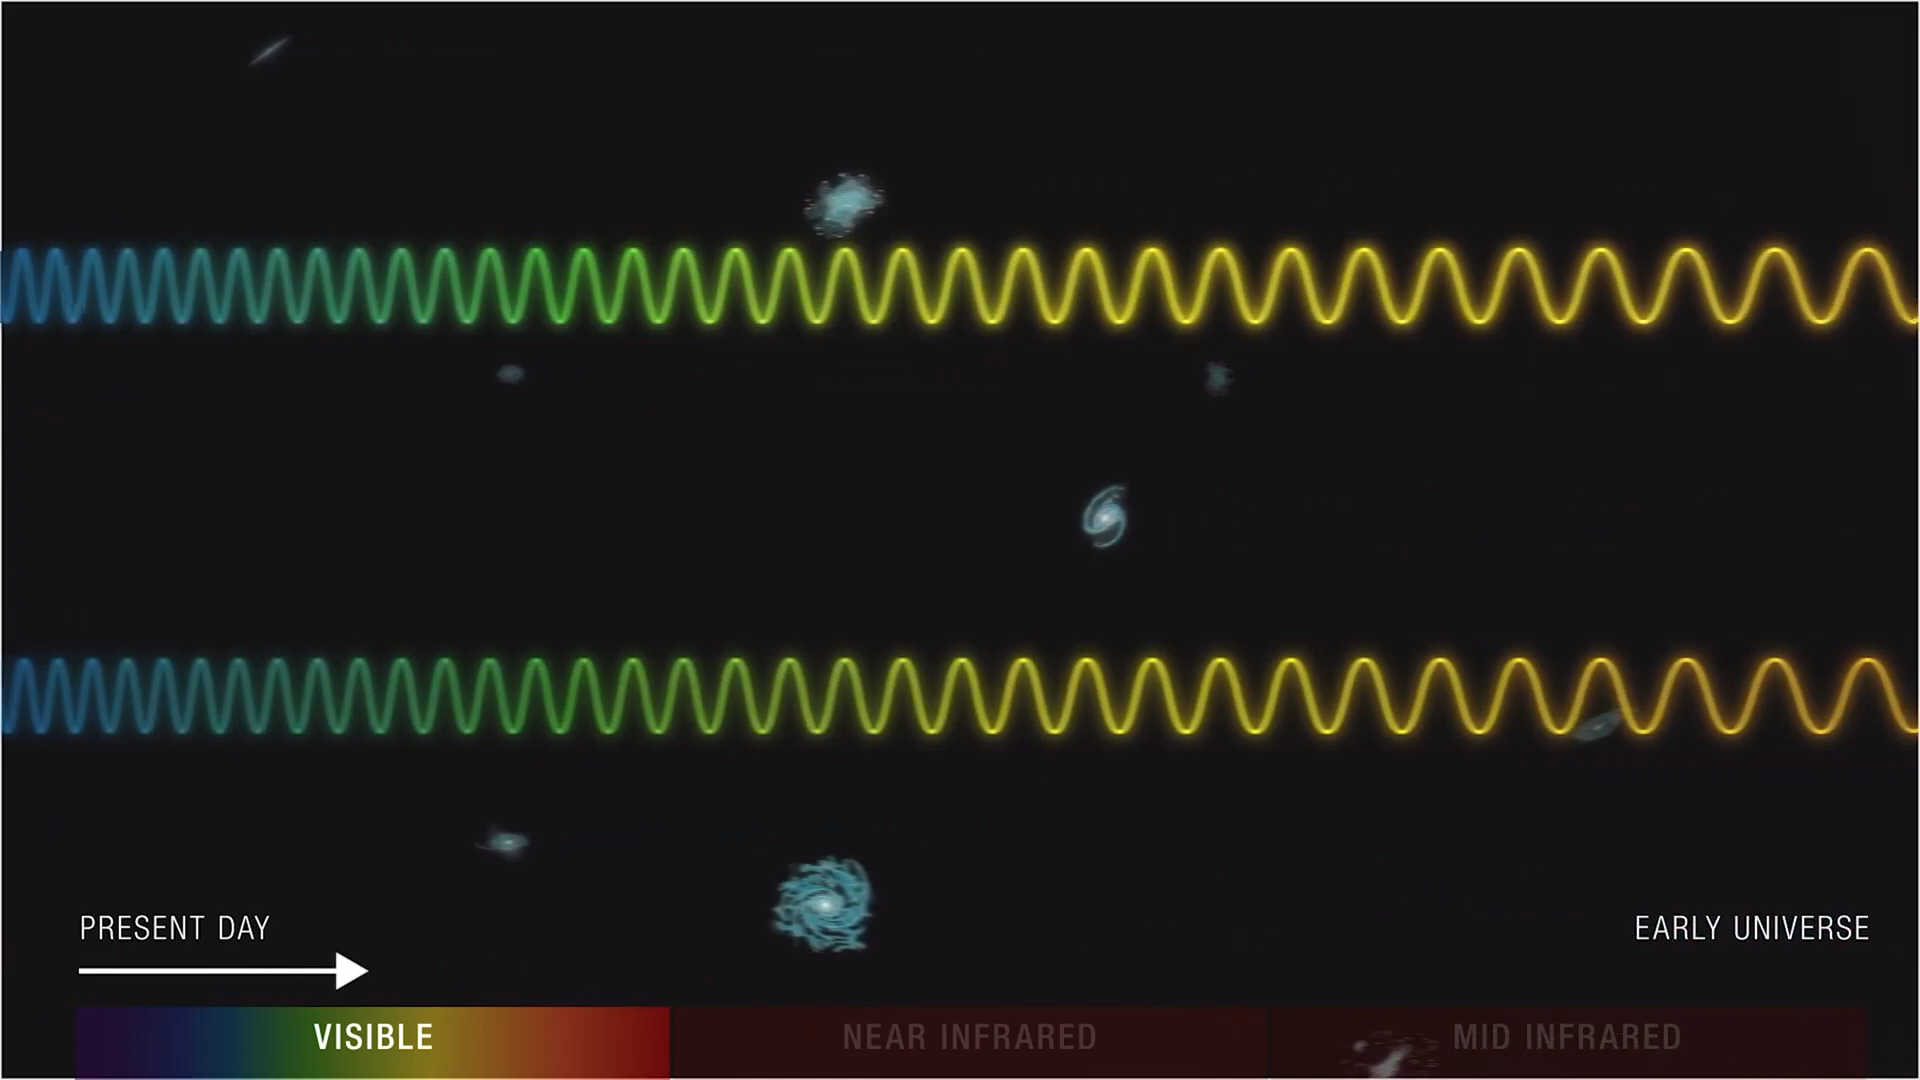 PRESENT DAY
EARLY UNIVERSE
VISIBLE
NEAR INFRARED
MID INFRARED